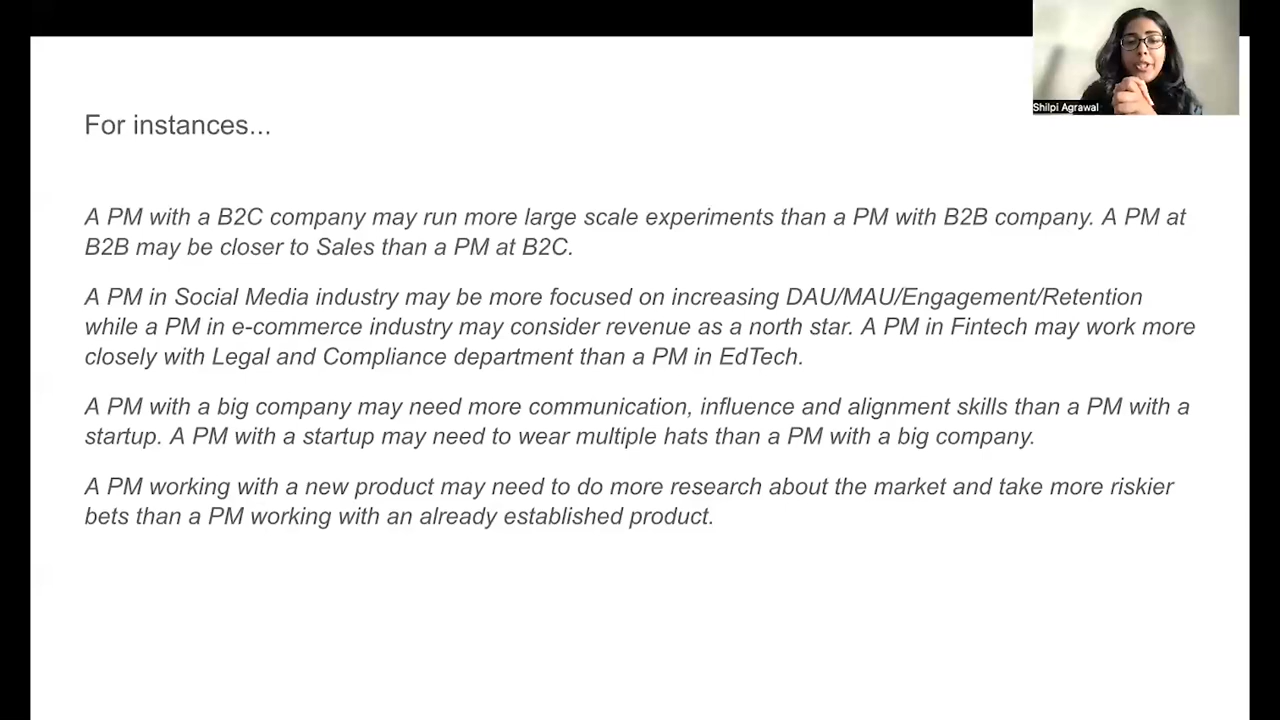 Shilpi Agrawal
For instances...
A PM with a B2C company may run more large scale experiments than a PM with B2B company. A PM at
B2B may be closer to Sales than a PM at B2C.
A PM in Social Media industry may be more focused on increasing DAU/MAU/Engagement/Retention
while a PM in e-commerce industry may consider revenue as a north star. A PM in Fintech may work more
closely with Legal and Compliance department than a PM in EdTech.
A PM with a big company may need more communication, influence and alignment skills than a PM with a
startup. A PM with a startup may need to wear multiple hats than a PM with a big company.
A PM working with a new product may need to do more research about the market and take more riskier
bets than a PM working with an already established product.